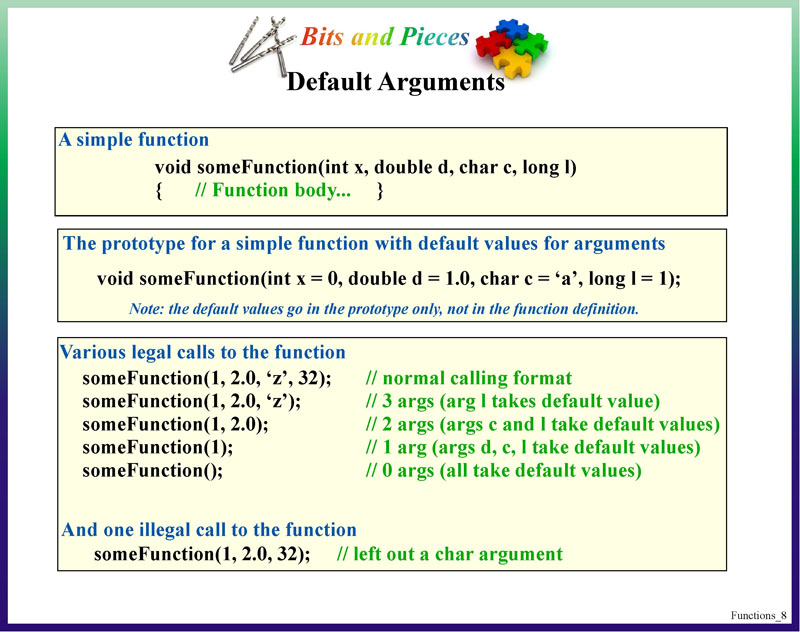 Bits and Pieces
Default Arguments
A simple function
void someFunction(int x, double d, char c, long l)
{ // Function body... }
The prototype for a simple function with default values for arguments
void someFunction(int x = 0, double d = 1.0, char c = ‘a’, long l = 1);
Note: the default values go in the prototype only, not in the function definition.
Various legal calls to the function
someFunction(1, 2.0, ‘z’, 32); // normal calling format
someFunction(1, 2.0, ‘z’); // 3 args (arg l takes default value)
someFunction(1, 2.0); // 2 args (args c and l take default values)
someFunction(1); // 1 arg (args d, c, l take default values)
someFunction(); // 0 args (all take default values)
And one illegal call to the function
someFunction(1, 2.0, 32); // left out a char argument
Functions_8